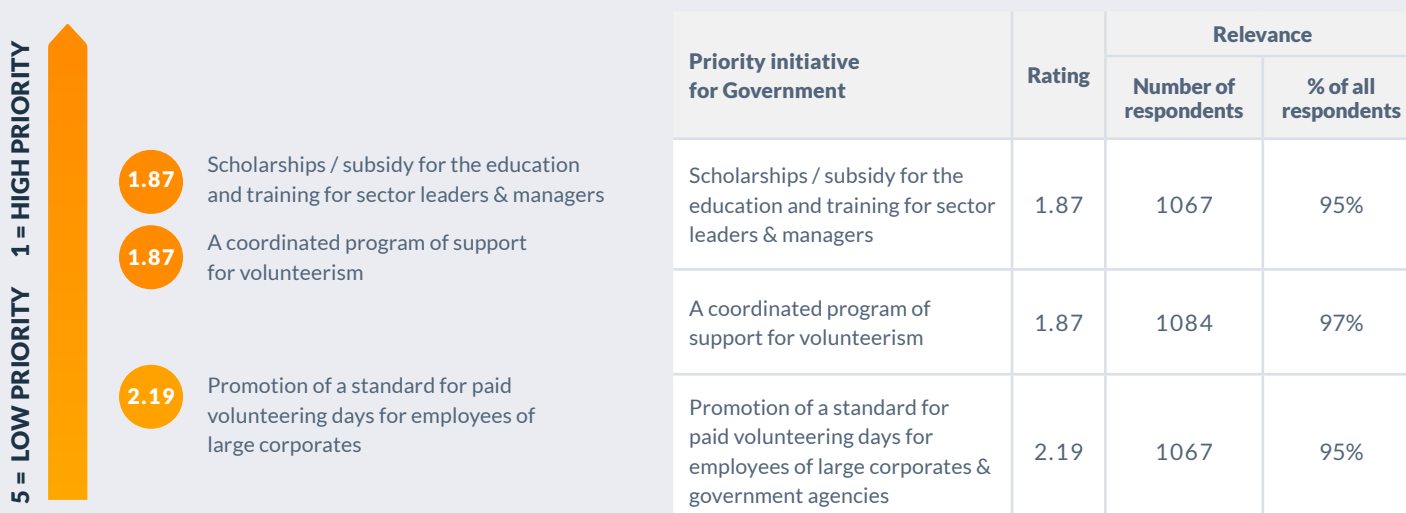 5 = LOW PRIORITY 1 = HIGH PRIORITY
1.87
Scholarships / subsidy for the education
and training for sector leaders & managers
1.87
A coordinated program of support
for volunteerism
2.19
Promotion of a standard for paid
volunteering days for employees of
large corporates
Priority initiative
for Government
Rating
Relevance
Number of
respondents
% of all
respondents
Scholarships / subsidy for the
education and training for sector
leaders & managers
1.87
1067
95%
A coordinated program of
support for volunteerism
1.87
1084
97%
Promotion of a standard for
paid volunteering days for
employees of large corporates &
government agencies
2.19
1067
95%